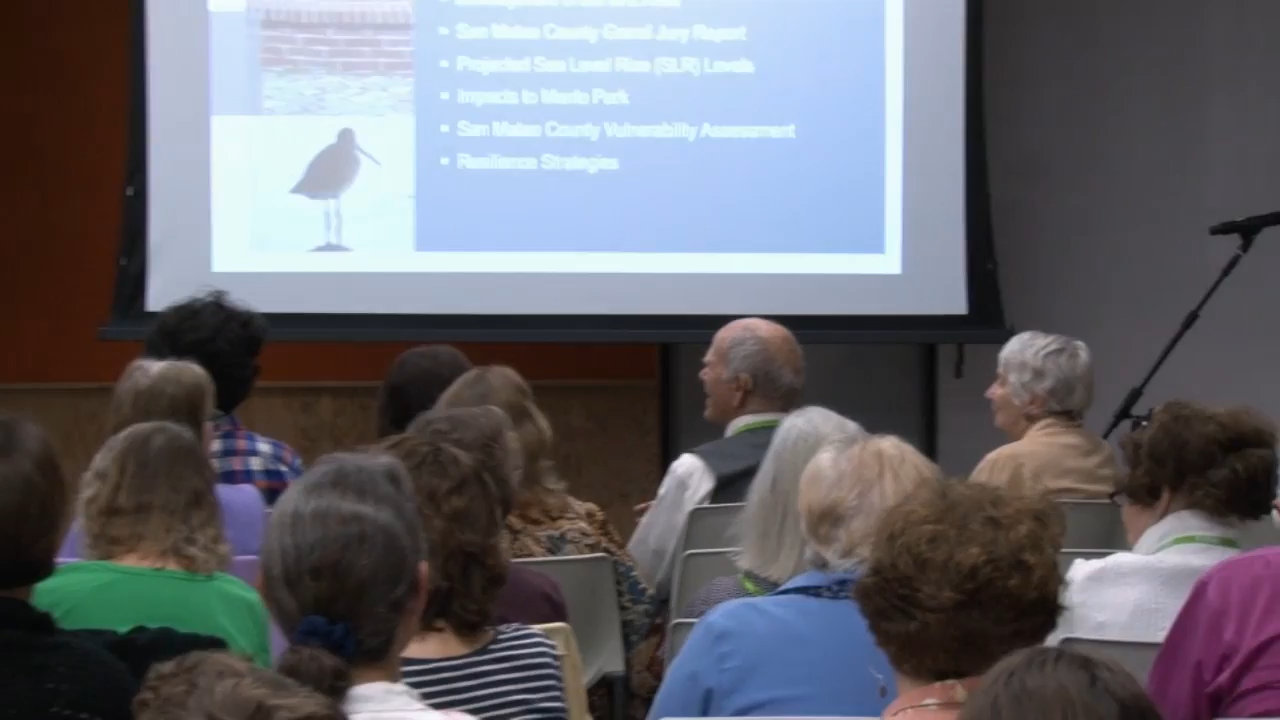 San Mateo County Grand Jury Report
Projected Sea Level Rise (SLR) Levels
Impacts to Menlo Park
San Mateo County Vulnerability Assessment
Resilience Strategies